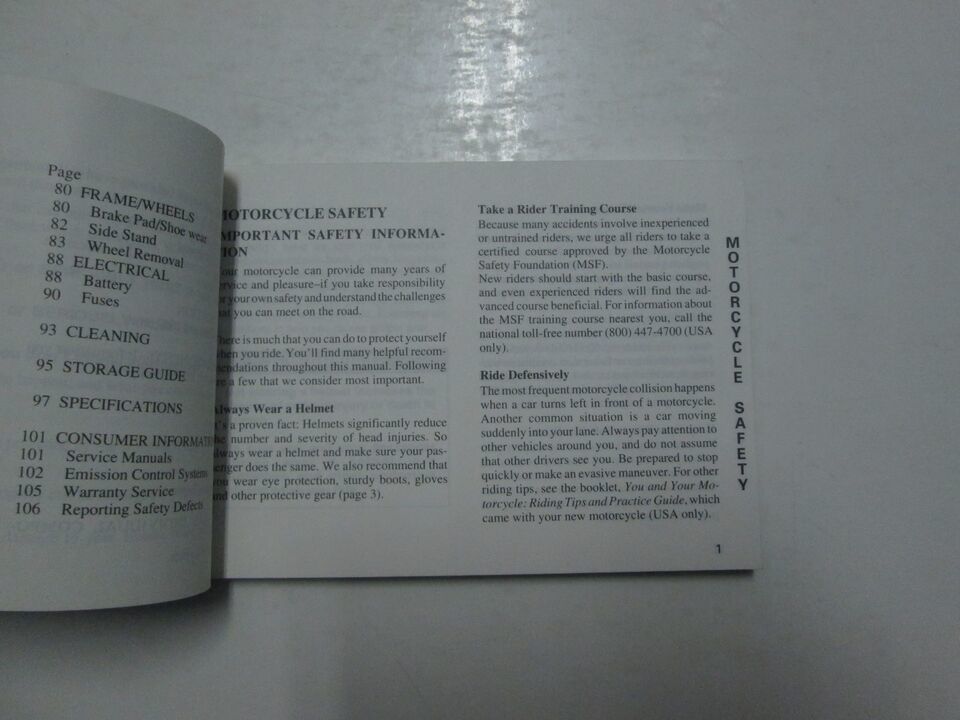 Page
80 FRAME/WHEELS
80 Brake Pad/Shoe wear
82 Side Stand
83 Wheel Removal
88 ELECTRICAL
88 Battery
90 Fuses
93 CLEANING
95 STORAGE GUIDE
97 SPECIFICATIONS
101 CONSUMER INFORMAT
101 Service Manuals
102 Emission Control Systems
105 Warranty Service
106 Reporting Safety Defects
MOTORCYCLE SAFETY
IMPORTANT SAFETY INFORMA-
TION
our motorcycle can provide many years of
rvice and pleasure–if you take responsibility
r your own safety and understand the challenges
at you can meet on the road.
here is much that you can do to protect yourself
hen you ride. You'll find many helpful recom-
endations throughout this manual. Following
re a few that we consider most important.
Always Wear a Helmet
t's a proven fact: Helmets significantly reduce
he number and severity of head injuries. So
lways wear a helmet and make sure your pas-
enger does the same. We also recommend that
you wear eye protection, sturdy boots, gloves
and other protective gear (page 3).
Take a Rider Training Course
Because many accidents involve inexperienced
or untrained riders, we urge all riders to take a
certified course approved by the Motorcycle
Safety Foundation (MSF).
New riders should start with the basic course,
and even experienced riders will find the ad-
vanced course beneficial. For information about
the MSF training course nearest you, call the
national toll-free number (800) 447-4700 (USA
only).
Ride Defensively
The most frequent motorcycle collision happens
when a car turns left in front of a motorcycle.
Another common situation is a car moving
suddenly into your lane. Always pay attention to
other vehicles around you, and do not assume
that other drivers see you. Be prepared to stop
quickly or make an evasive maneuver. For other
riding tips, see the booklet, You and Your Mo-
torcycle: Riding Tips and Practice Guide, which
came with your new motorcycle (USA only).
MOTORCYCLE SAFETY
1